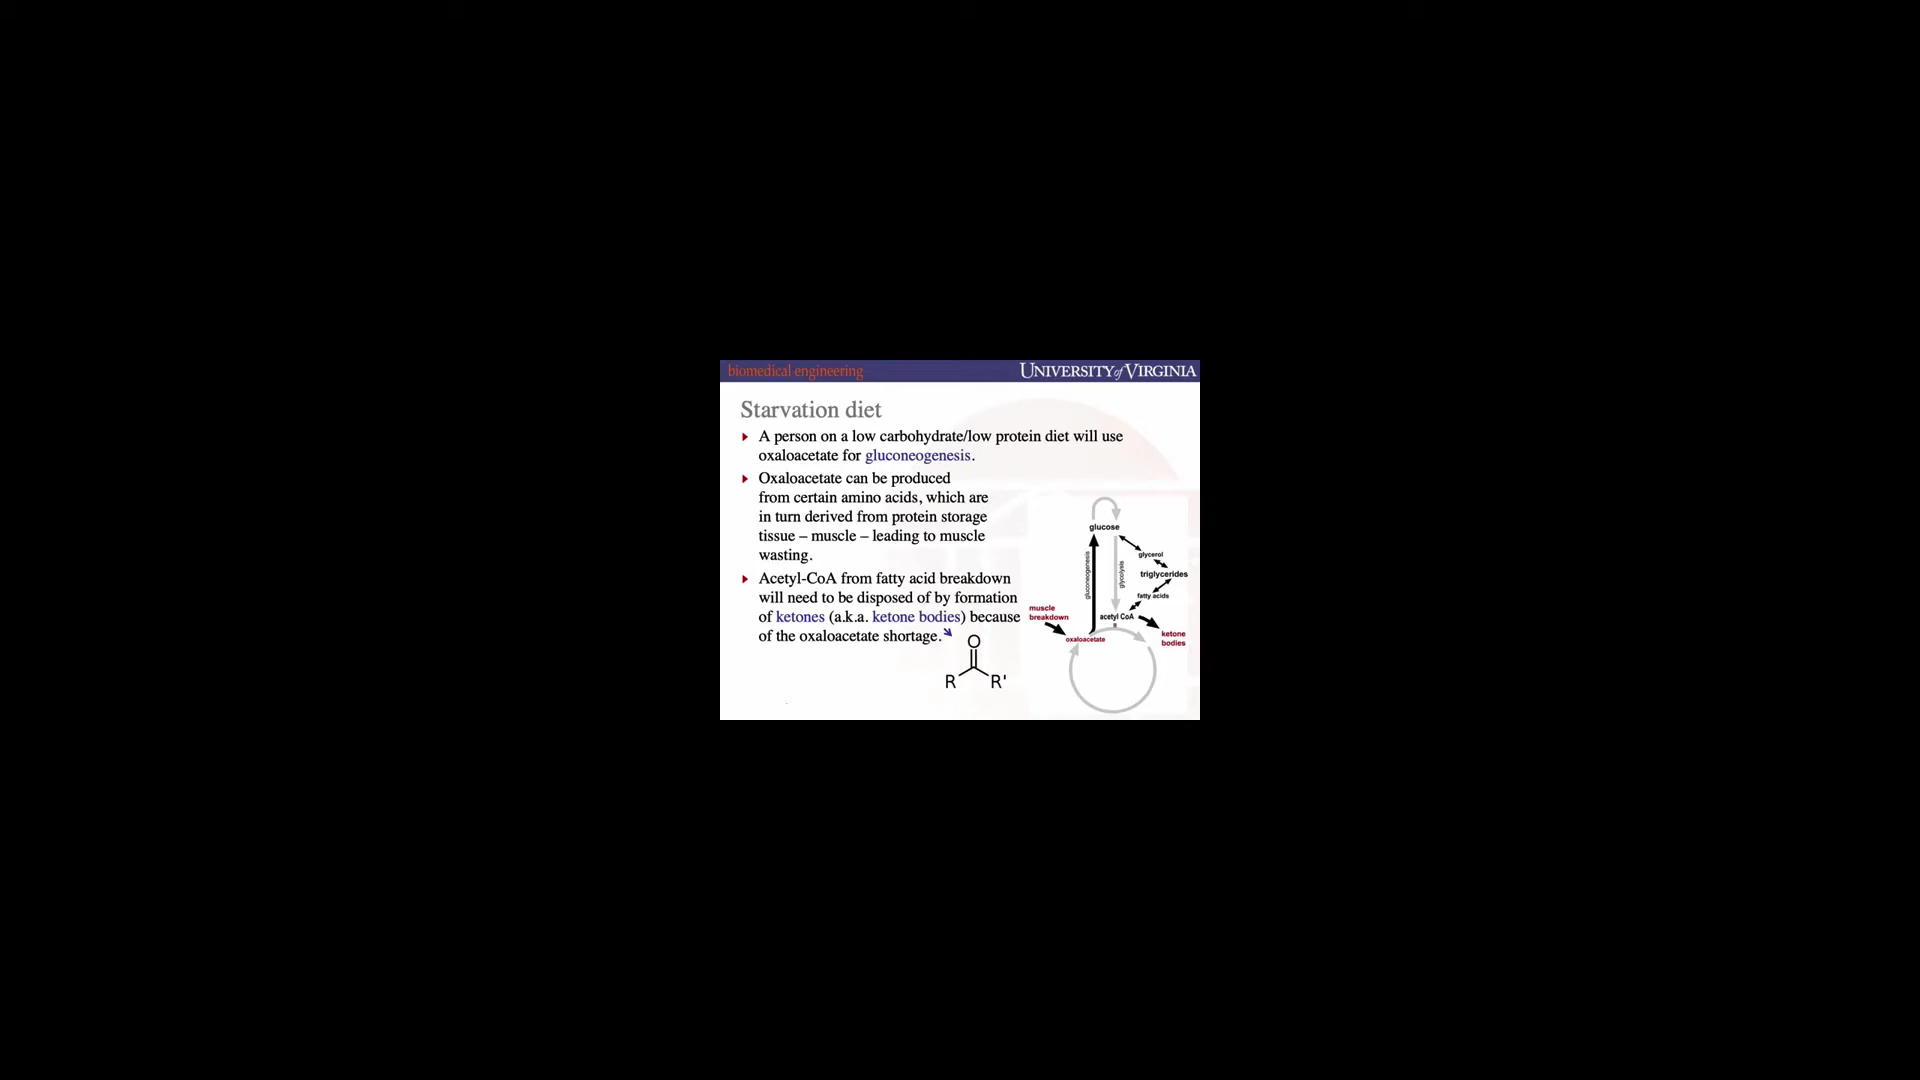 biomedical engineering
UNIVERSITY of VIRGINIA
Starvation diet
A person on a low carbohydrate/low protein diet will use
oxaloacetate for gluconeogenesis.
Oxaloacetate can be produced
from certain amino acids, which are
in turn derived from protein storage
tissue – muscle – leading to muscle
wasting.
Acetyl-CoA from fatty acid breakdown
will need to be disposed of by formation
of ketones (a.k.a. ketone bodies) because
of the oxaloacetate shortage.
O
R R'
glucose
gluconeogenesis
glycolysis
glycerol
triglycerides
fatty acids
acetyl CoA
muscle
breakdown
oxaloacetate
ketone
bodies